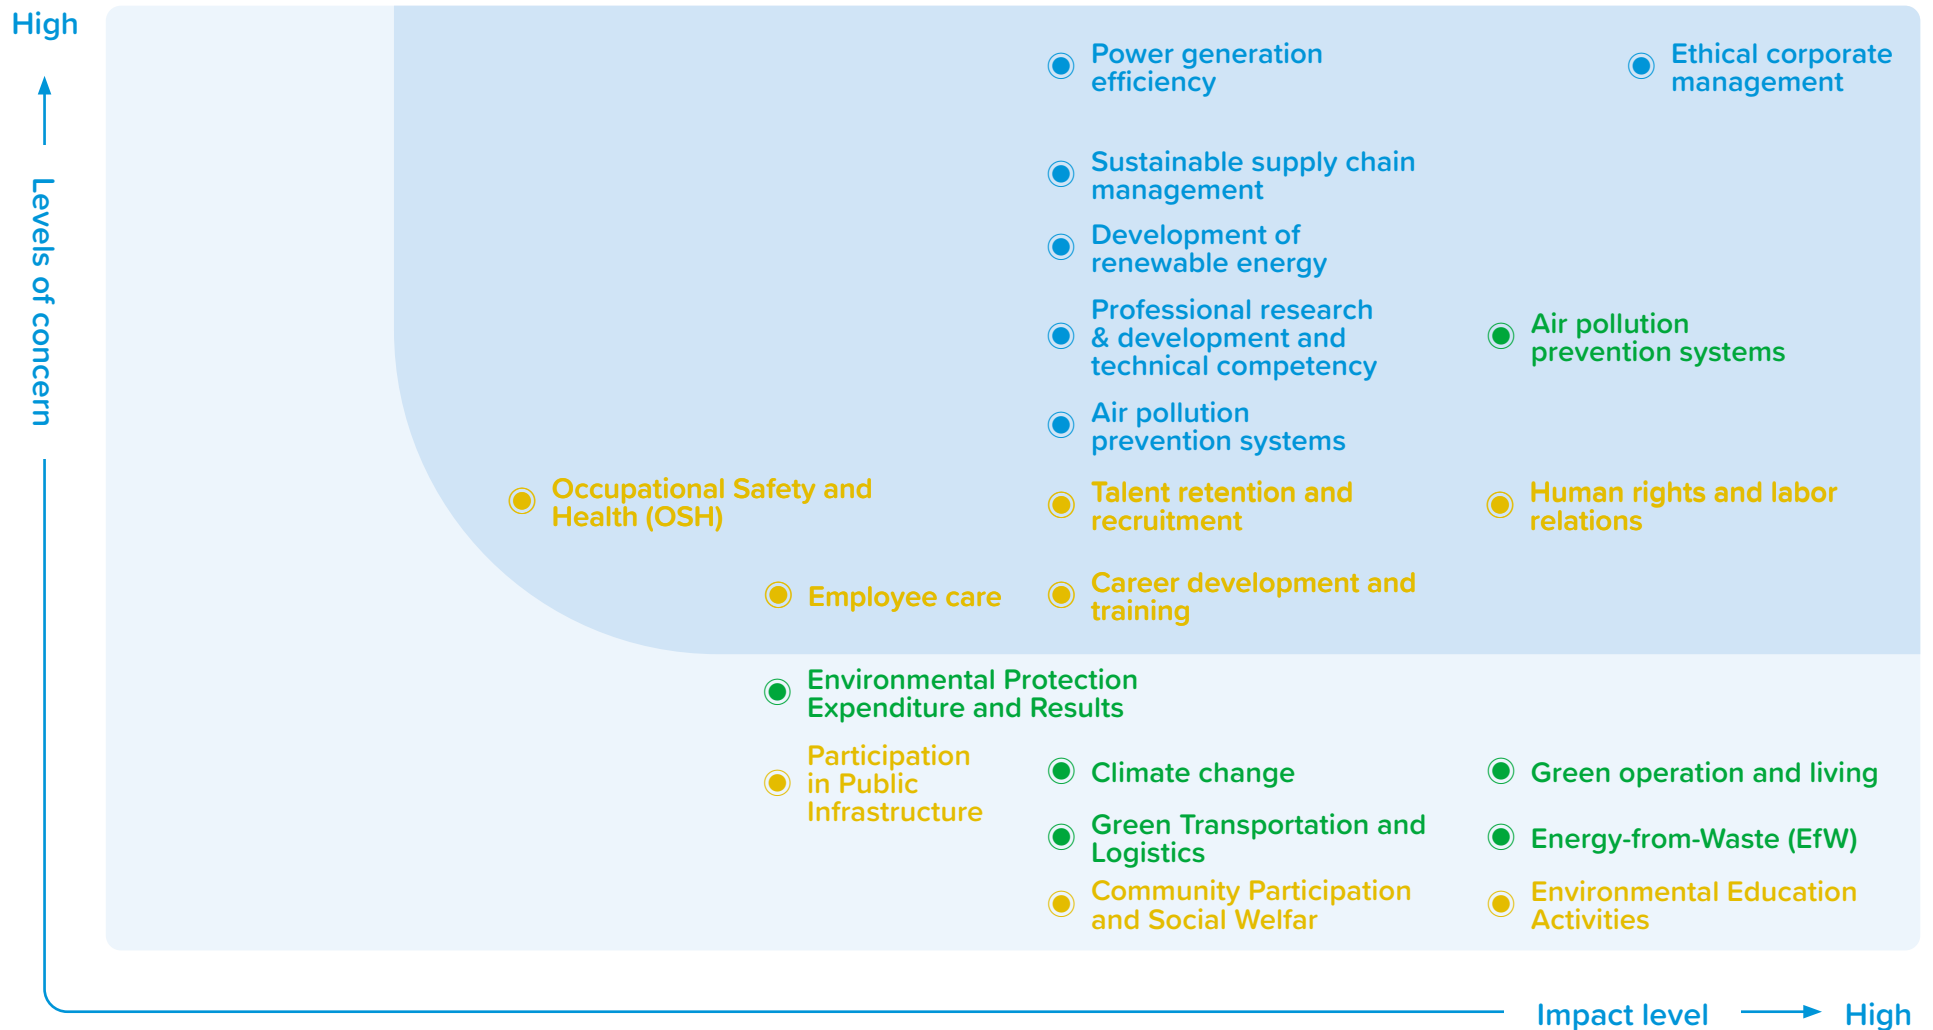 High
Levels of concern
Power generation
efficiency
Ethical corporate
management
Sustainable supply chain
management
Development of
renewable energy
Professional research
& development and
technical competency
Air pollution
prevention systems
Air pollution
prevention systems
Occupational Safety and
Health (OSH)
Talent retention and
recruitment
Human rights and labor
relations
Employee care
Career development and
training
Environmental Protection
Expenditure and Results
Participation
in Public
Infrastructure
Climate change
Green operation and living
Green Transportation and
Logistics
Energy-from-Waste (EfW)
Community Participation
and Social Welfar
Environmental Education
Activities
Impact level
High